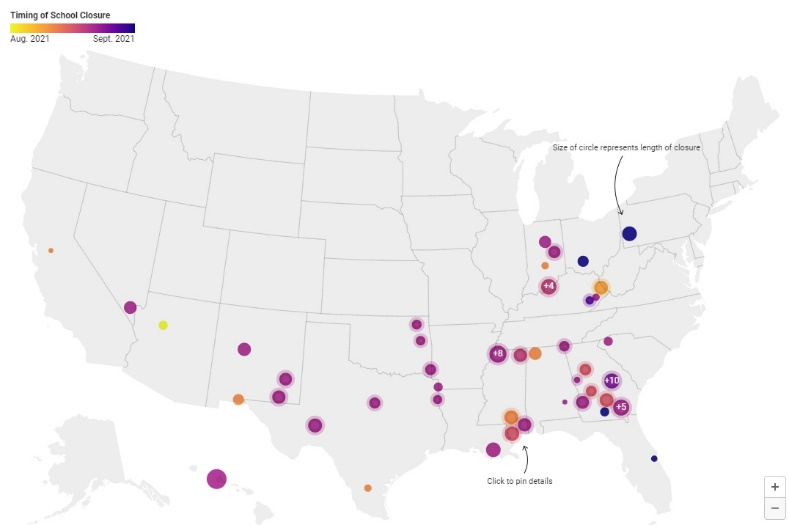 Timing of School Closure
Aug. 2021 Sept. 2021
Size of circle represents length of closure
+4
+8
+10
+5
Click to pin details
+
−